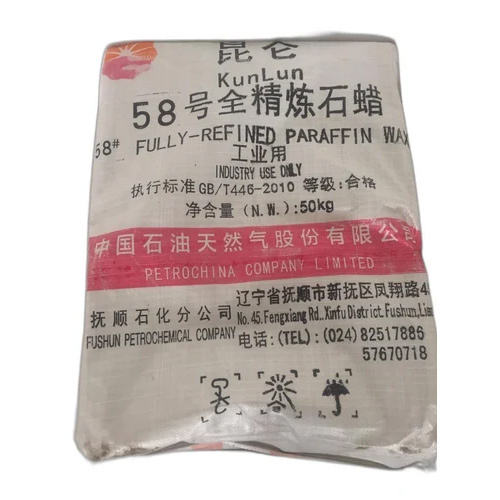 昆仑
KunLun
58号全精炼石蜡
58# FULLY-REFINED PARAFFIN WAX
工业用
INDUSTRY USE ONLY
执行标准 GB/T446-2010 等级:合格
净含量(N.W.):50kg
中国石油天然气股份有限公司
PETROCHINA COMPANY LIMITED
抚顺石化分公司
FUSHUN PETROCHEMICAL COMPANY
辽宁省抚顺市新抚区凤翔路4
No.45.Fengxiang Rd.Xinfu District.Fushun,Lia
电话:(TEL):(024)82517886
57670718